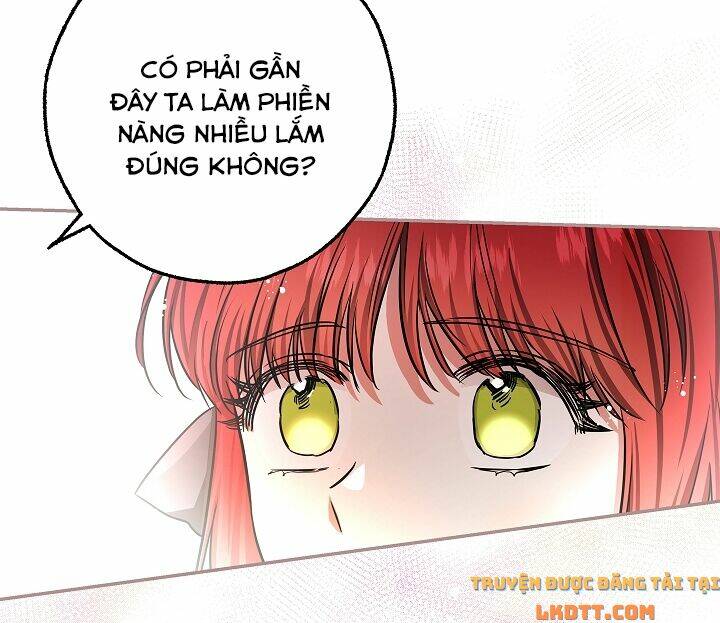 CÓ PHẢI GẦN
ĐÂY TA LÀM PHIỀN
NÀNG NHIỀU LẮM
ĐÚNG KHÔNG?
TRUYỆN ĐƯỢC ĐĂNG TẢI TẠI
LKDTT.COM